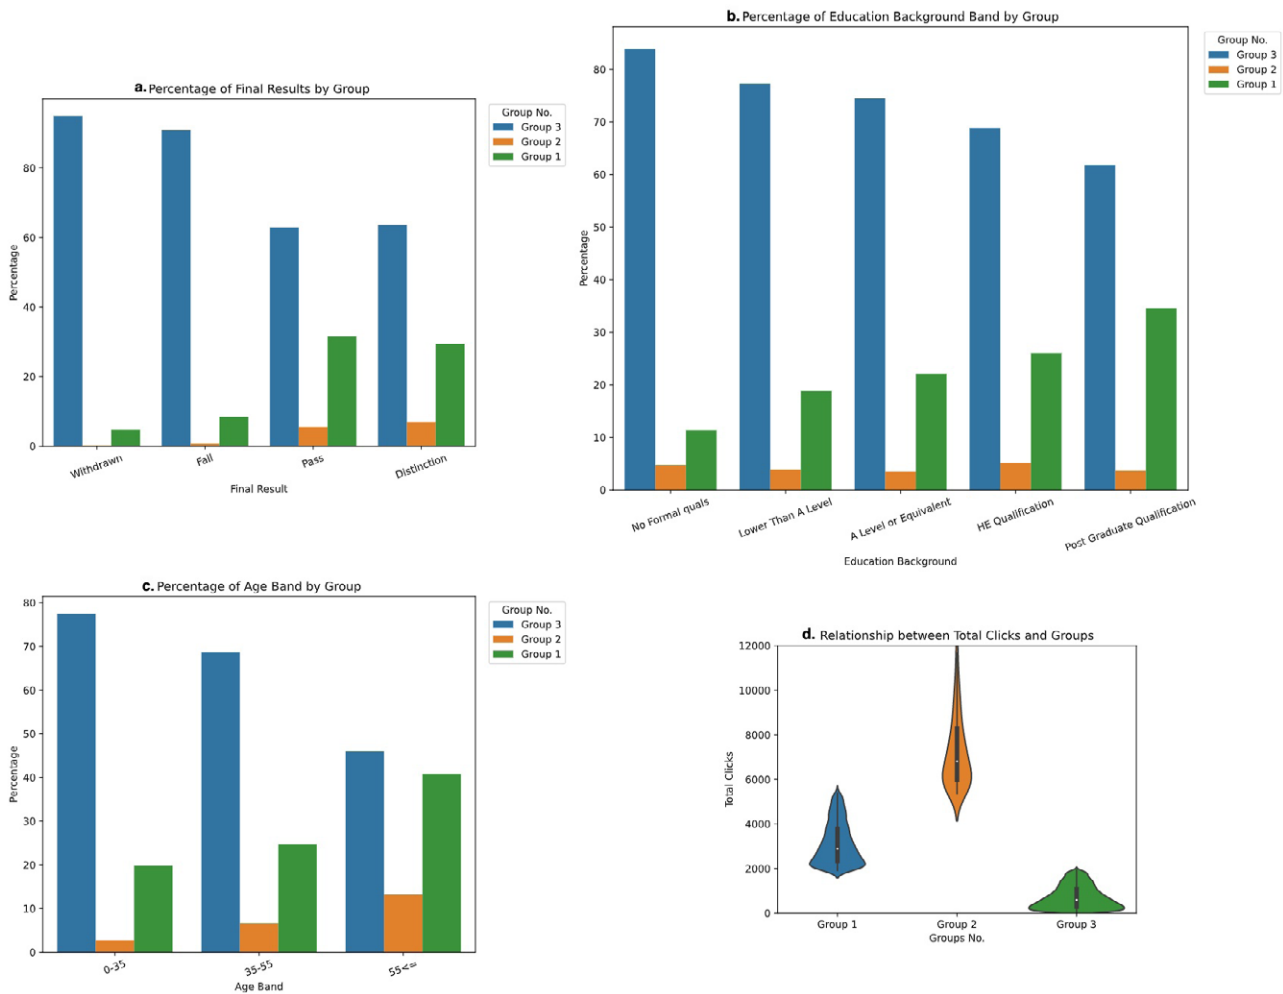 a. Percentage of Final Results by Group
Group No.
Group 3
Group 2
Group 1
Percentage
80
60
40
20
0
Withdrawn
Fail
Pass
Distinction
Final Result
b. Percentage of Education Background Band by Group
Group No.
Group 3
Group 2
Group 1
Percentage
80
70
60
50
40
30
20
10
0
No Formal quals
Lower Than A Level
A Level or Equivalent
HE Qualification
Post Graduate Qualification
Education Background
c. Percentage of Age Band by Group
Group No.
Group 3
Group 2
Group 1
Percentage
80
70
60
50
40
30
20
10
0
0-35
35-55
55<=
Age Band
d. Relationship between Total Clicks and Groups
Total Clicks
12000
10000
8000
6000
4000
2000
0
Group 1
Group 2
Group 3
Groups No.